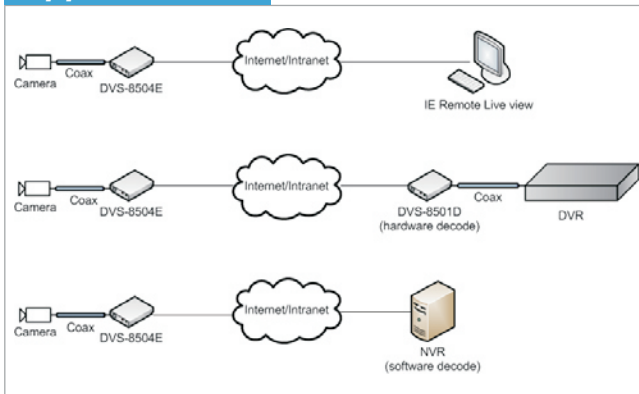 Internet/Intranet
Camera
Coax
DVS-8504E
IE Remote Live view
Internet/Intranet
Camera
Coax
DVS-8504E
DVS-8501D
(hardware decode)
Coax
DVR
Internet/Intranet
Camera
Coax
DVS-8504E
NVR
(software decode)